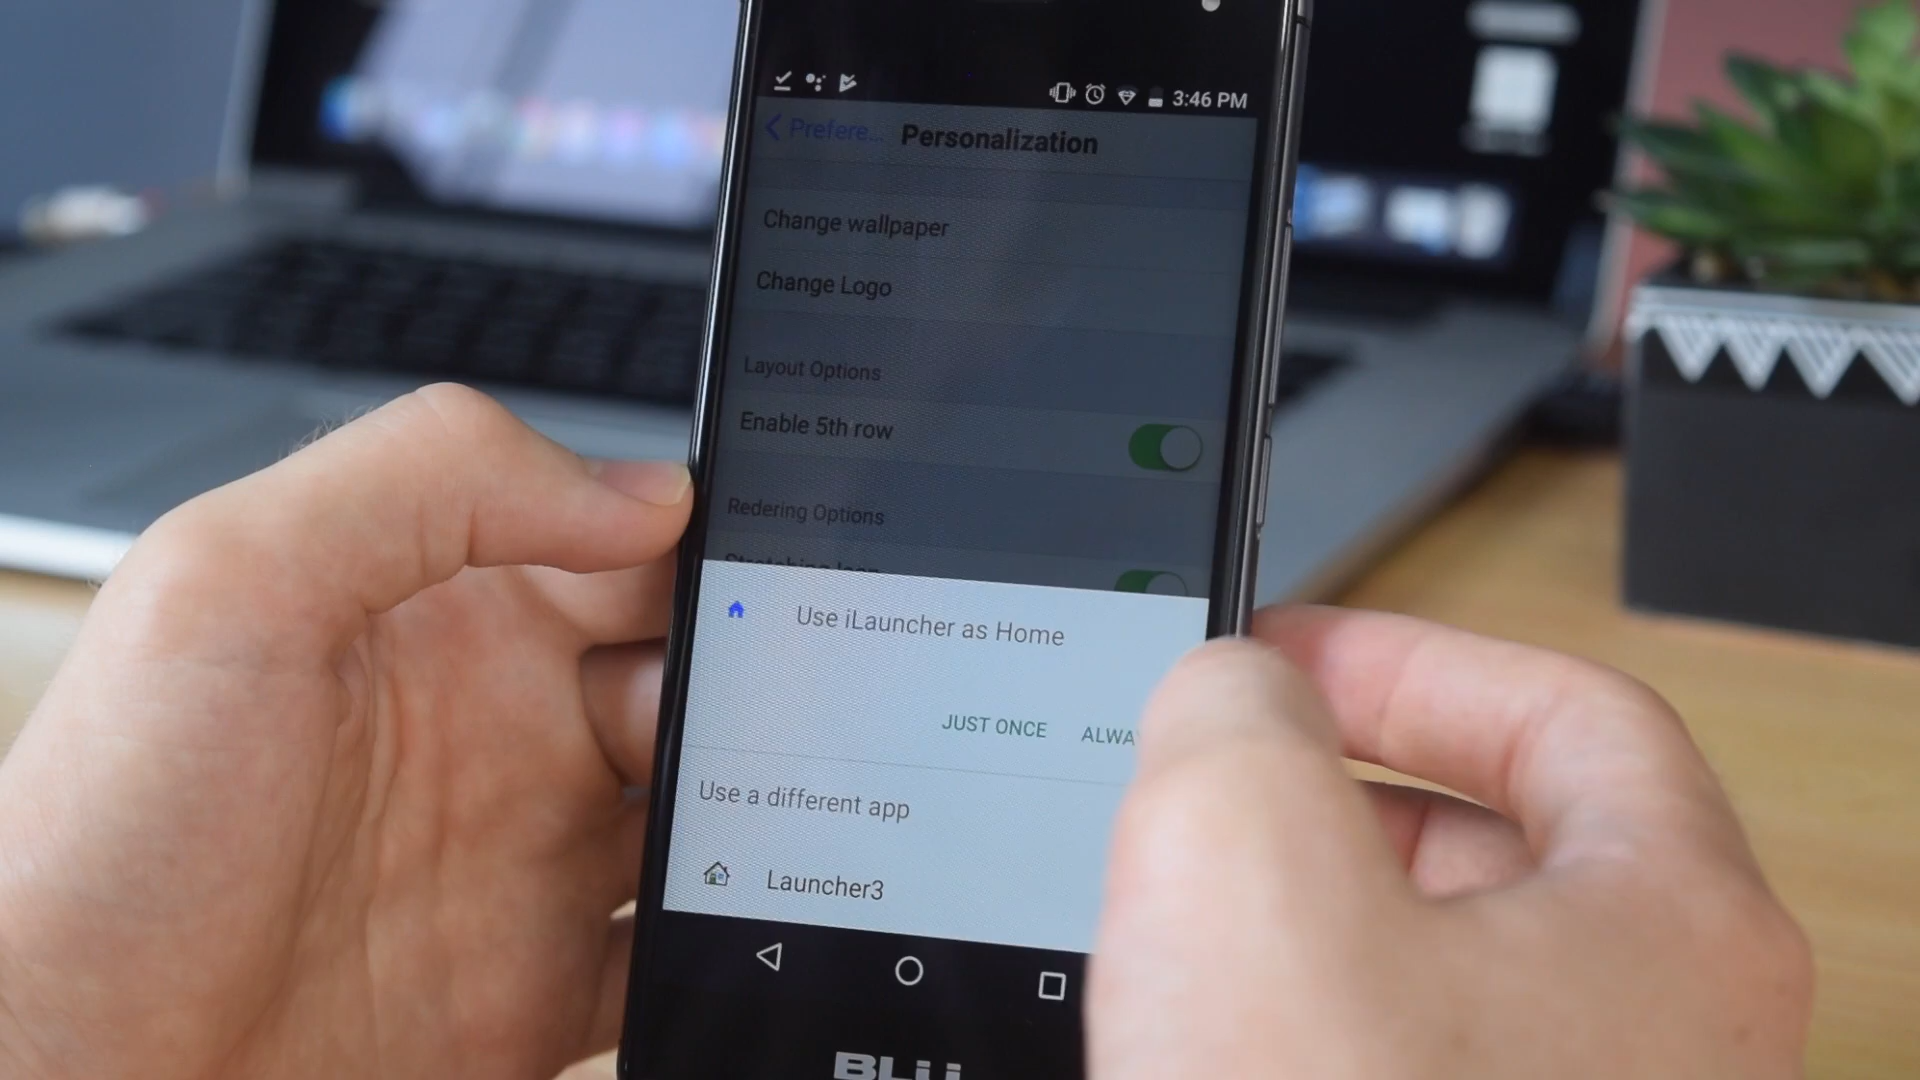 3:46 PM
Prefere... Personalization
Change wallpaper
Change Logo
Layout Options
Enable 5th row
Redering Options
Use iLauncher as Home
JUST ONCE ALWA
Use a different app
Launcher3
BLU